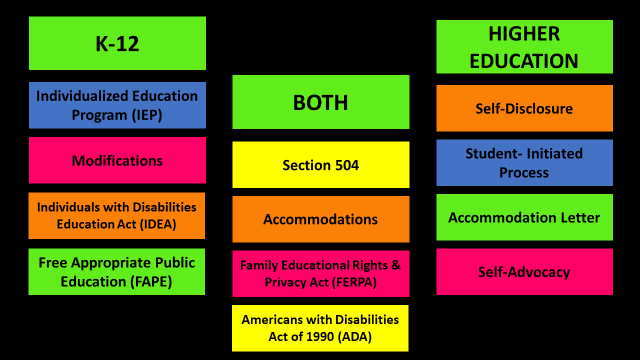 K-12
Individualized Education
Program (IEP)
Modifications
Individuals with Disabilities
Education Act (IDEA)
Free Appropriate Public
Education (FAPE)
BOTH
Section 504
Accommodations
Family Educational Rights &
Privacy Act (FERPA)
Americans with Disabilities
Act of 1990 (ADA)
HIGHER
EDUCATION
Self-Disclosure
Student- Initiated
Process
Accommodation Letter
Self-Advocacy